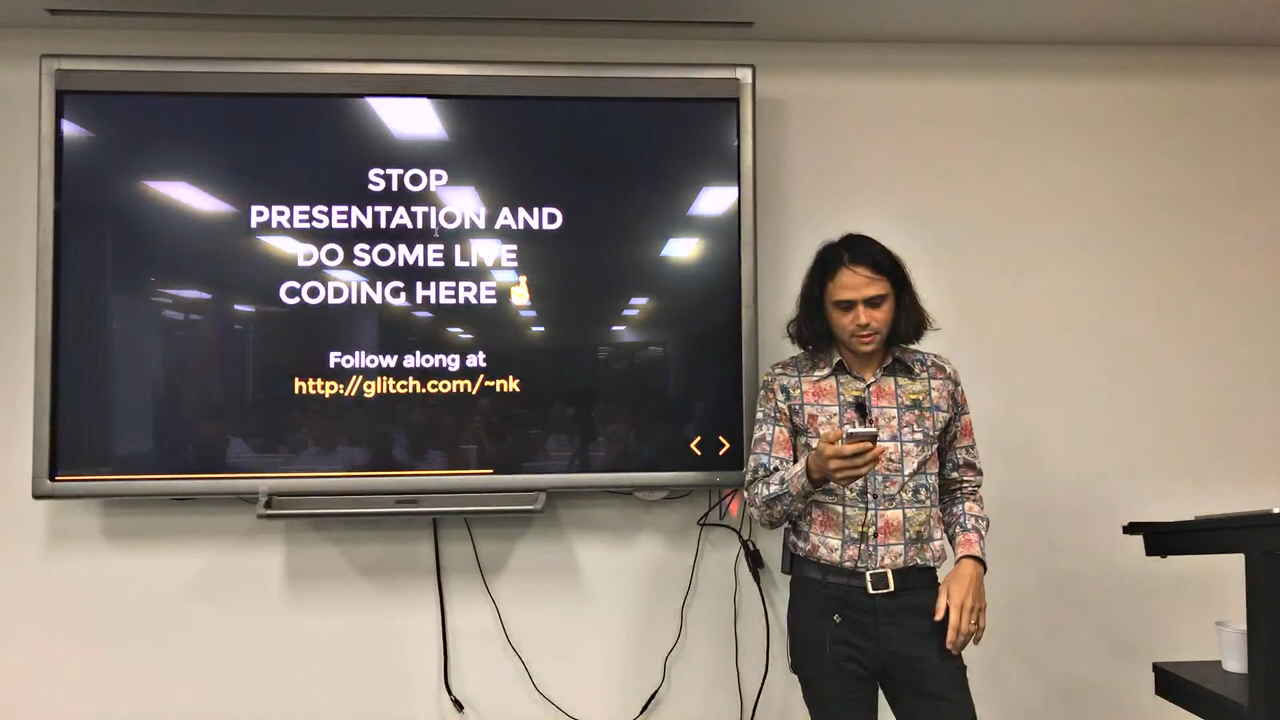 STOP
PRESENTATION AND
DO SOME LIVE
CODING HERE 🤞
Follow along at
http://glitch.com/~nk